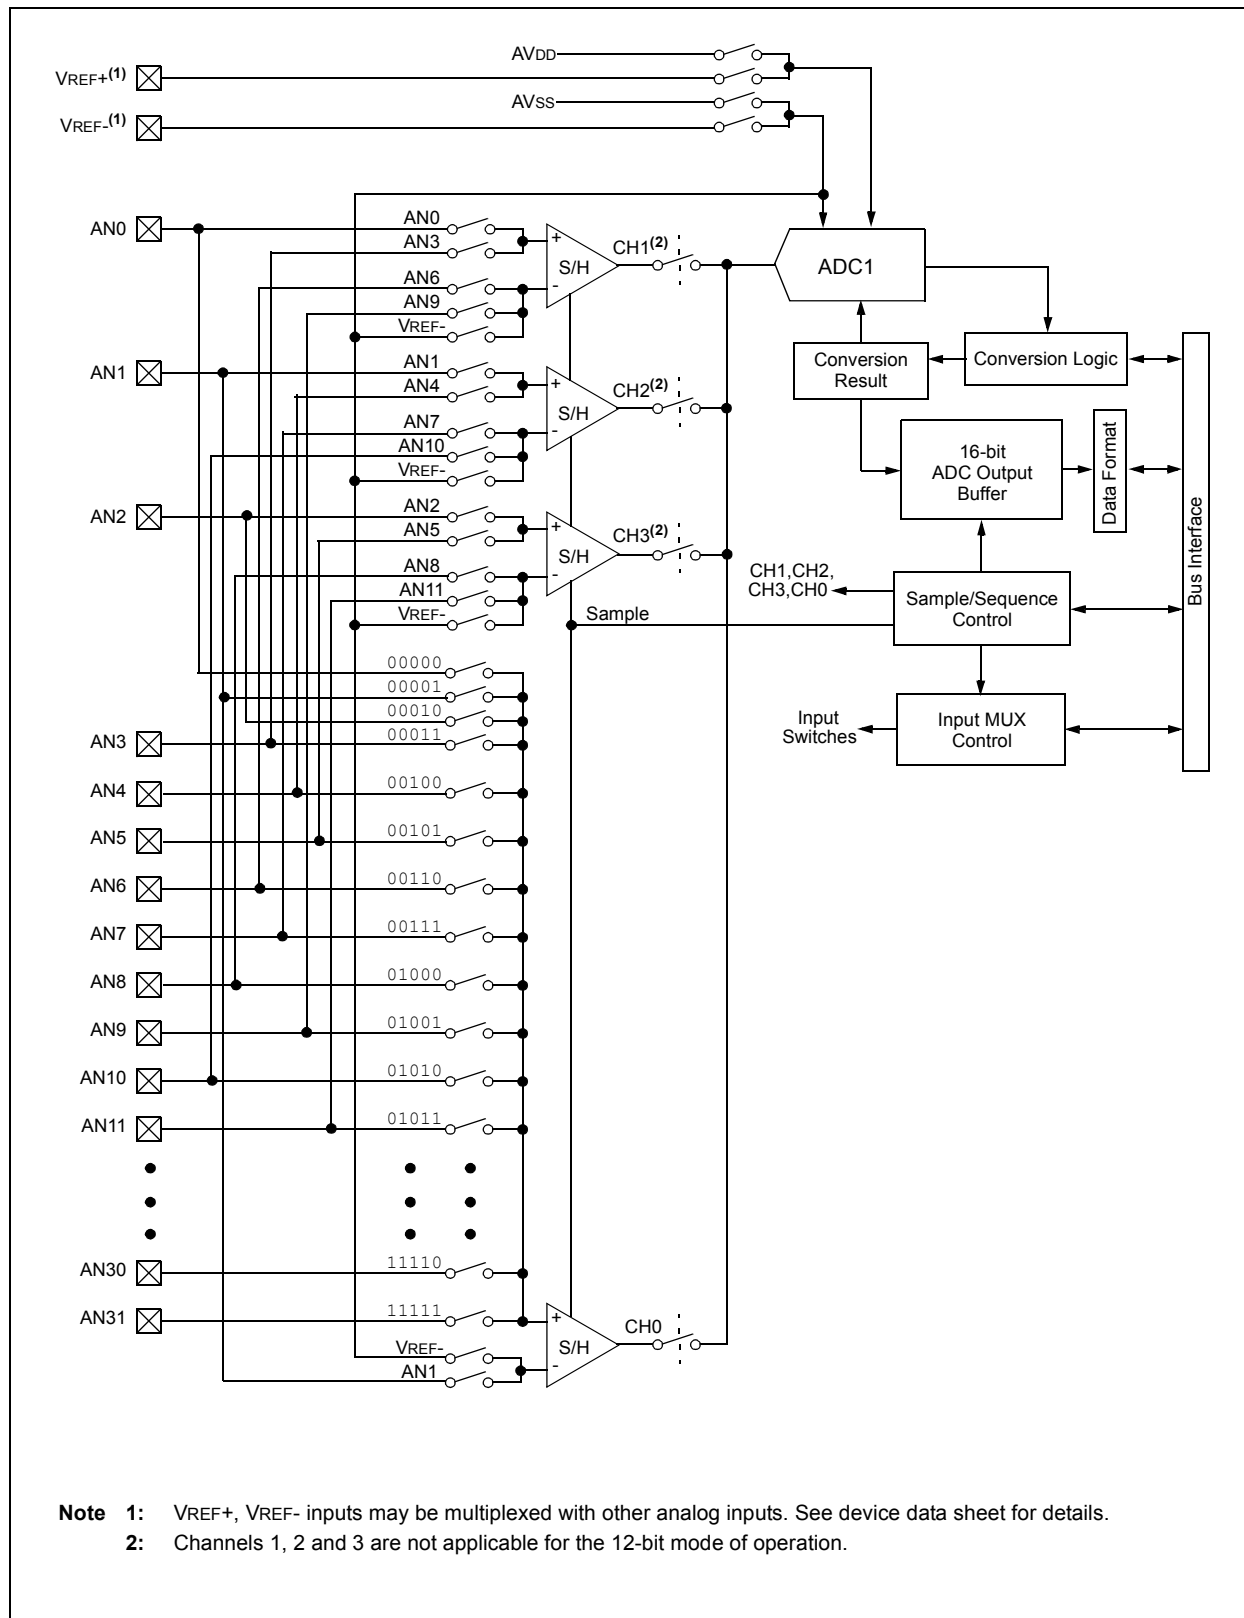 AVDD
VREF+(1)
AVSS
VREF-(1)
AN0
AN0
AN3
AN6
AN9
VREF-
+
S/H
-
CH1(2)
ADC1
Conversion
Result
Conversion Logic
AN1
AN1
AN4
AN7
AN10
VREF-
+
S/H
-
CH2(2)
16-bit
ADC Output
Buffer
Data Format
Bus Interface
AN2
AN2
AN5
AN8
AN11
VREF-
+
S/H
-
CH3(2)
CH1,CH2,
CH3,CH0
Sample/Sequence
Control
Sample
Input
Switches
Input MUX
Control
00000
00001
00010
AN3
00011
AN4
00100
AN5
00101
AN6
00110
AN7
00111
AN8
01000
AN9
01001
AN10
01010
AN11
01011
AN30
11110
AN31
11111
VREF-
AN1
+
S/H
-
CH0
Note 1: VREF+, VREF- inputs may be multiplexed with other analog inputs. See device data sheet for details.
2: Channels 1, 2 and 3 are not applicable for the 12-bit mode of operation.